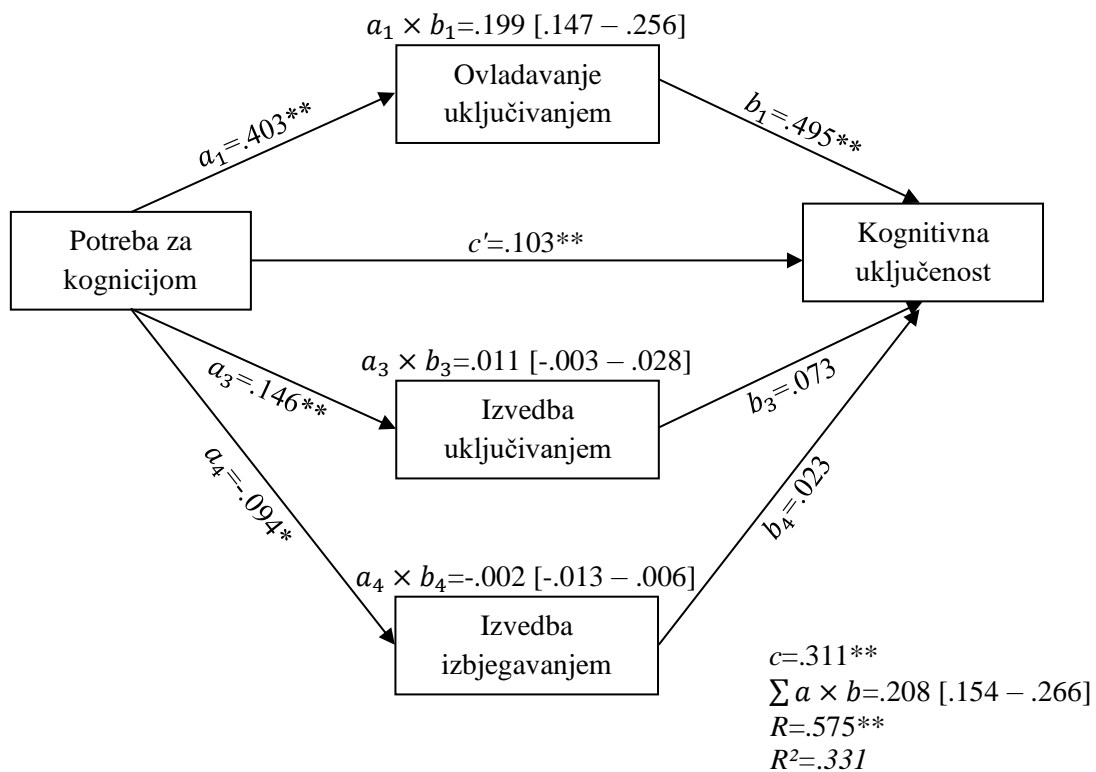 a₁ × b₁=.199 [.147 – .256]
Ovladavanje
uključivanjem
a₁=.403**
b₁=.495**
Potreba za
kognicijom
c'=.103**
Kognitivna
uključenost
a₃ × b₃=.011 [-.003 – .028]
a₃=.146**
Izvedba
uključivanjem
b₃=.073
a₄=-.094*
b₄=.023
a₄ × b₄=-.002 [-.013 – .006]
Izvedba
izbjegavanjem
c=.311**
∑ a × b=.208 [.154 – .266]
R=.575**
R²=.331